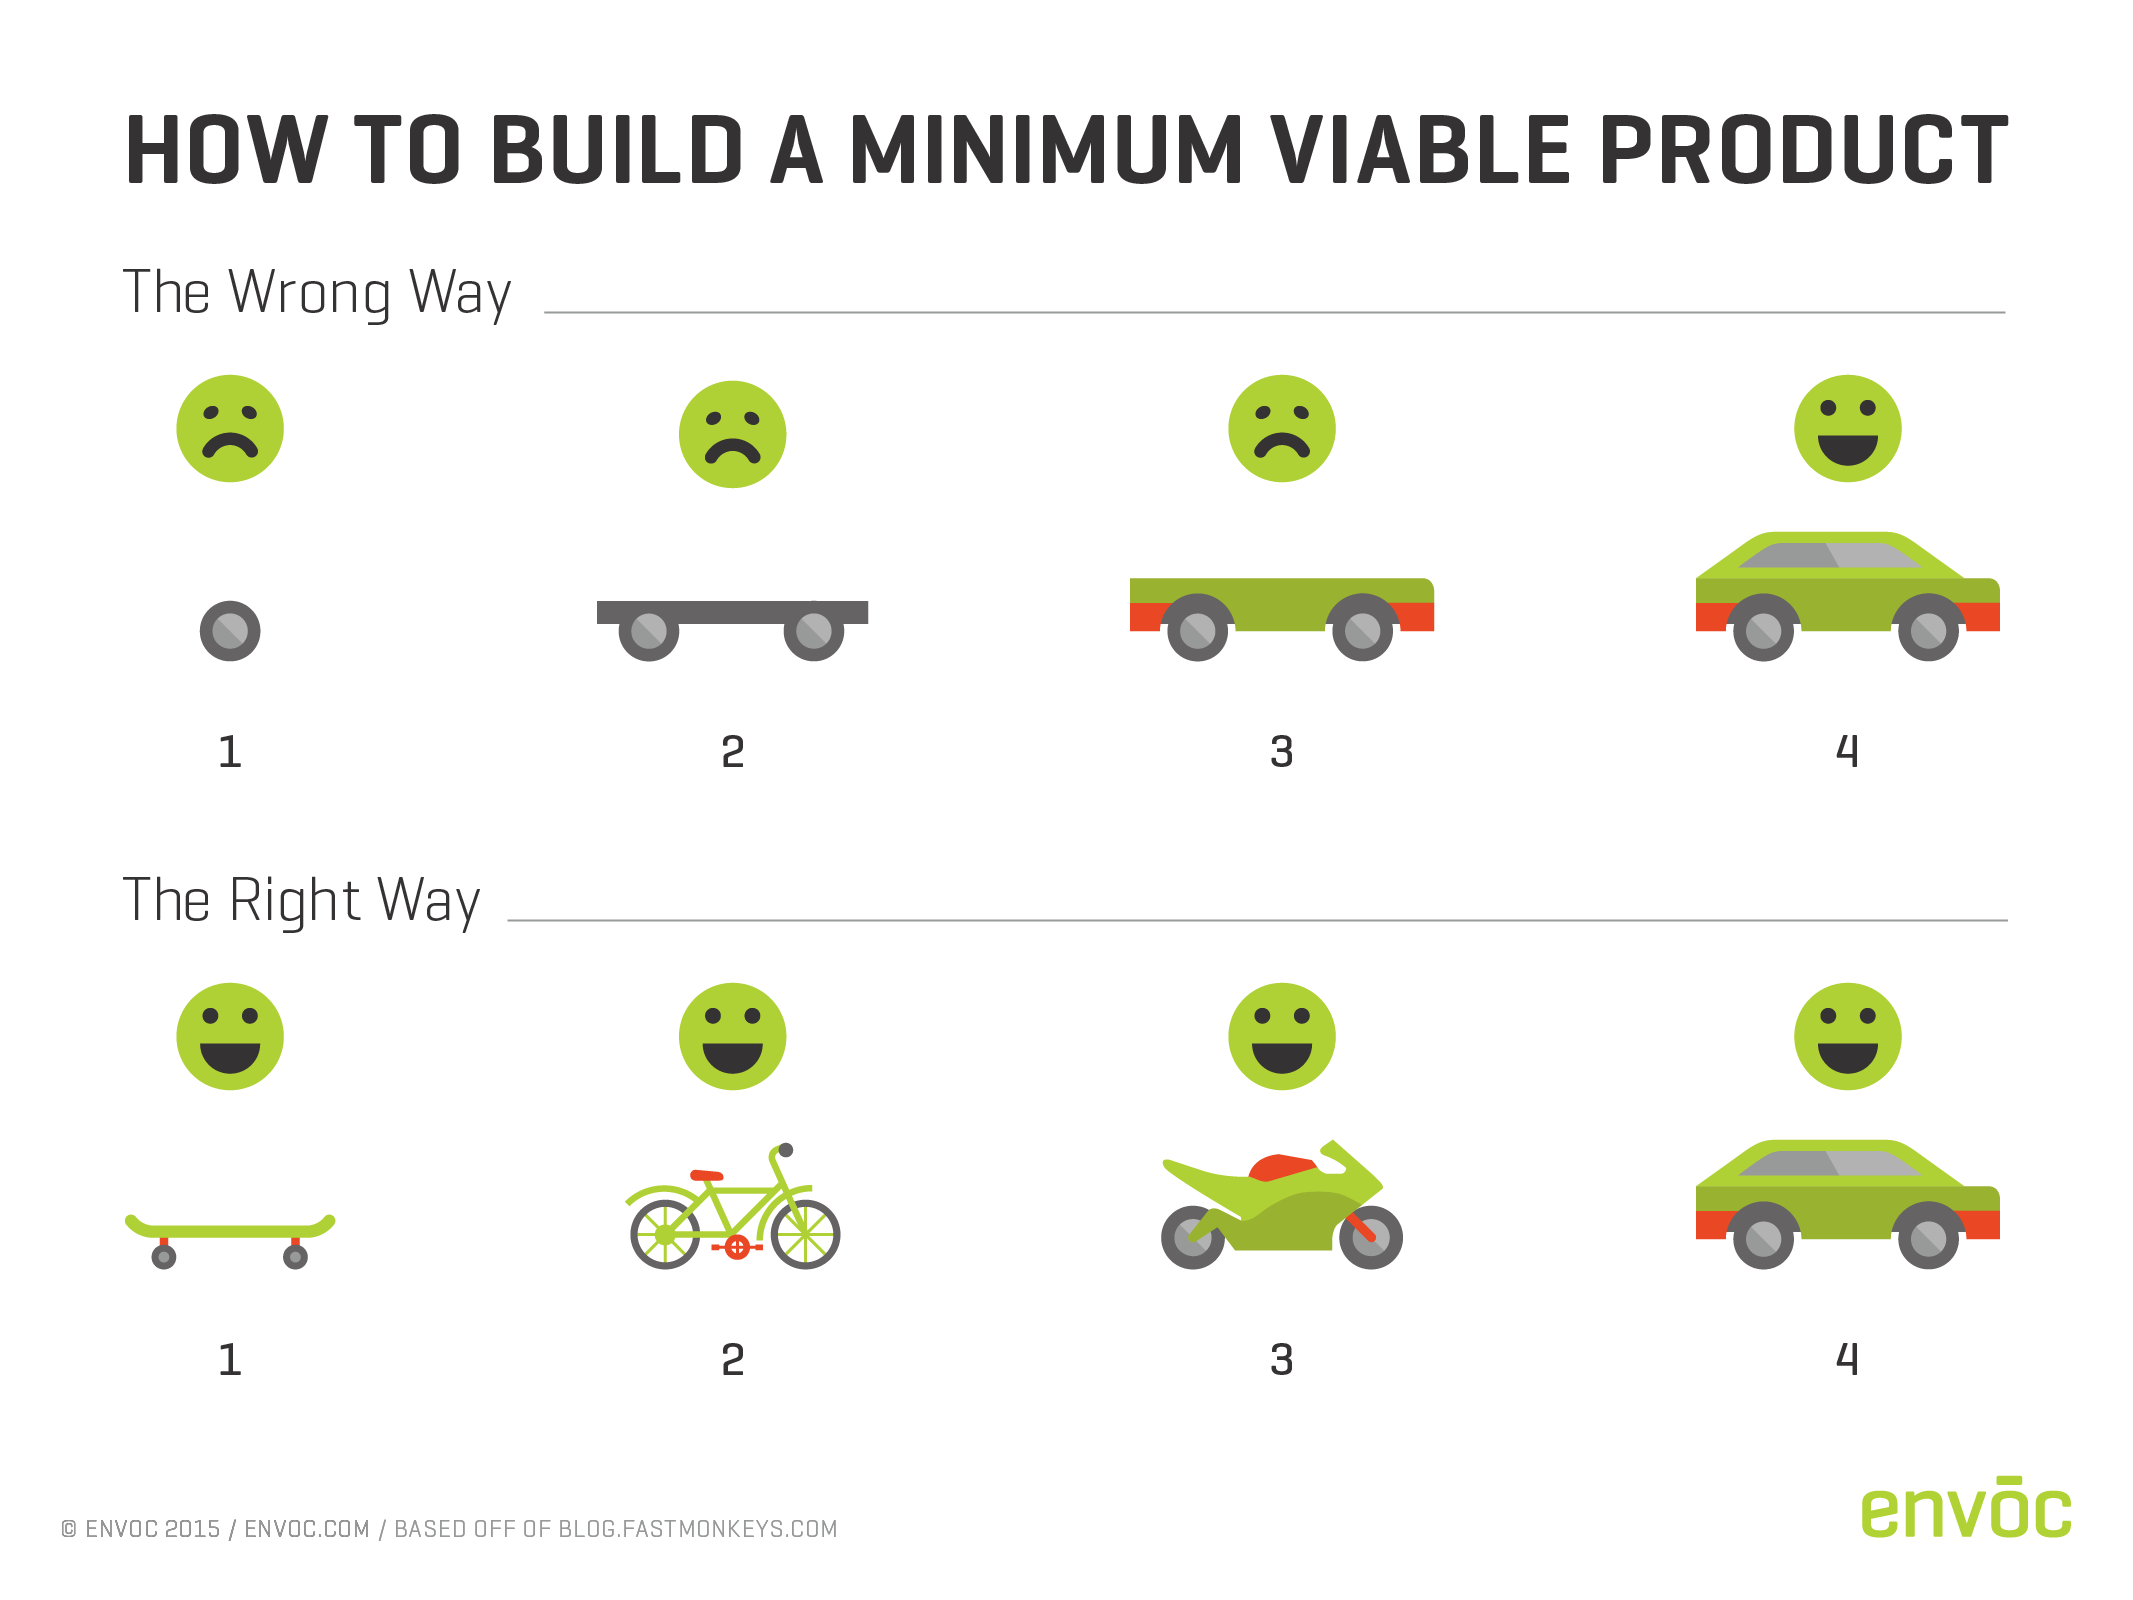 HOW TO BUILD A MINIMUM VIABLE PRODUCT
The Wrong Way
1 2 3 4
The Right Way
1 2 3 4
envōc
© ENVOC 2015 / ENVOC.COM / BASED OFF OF BLOG.FASTMONKEYS.COM